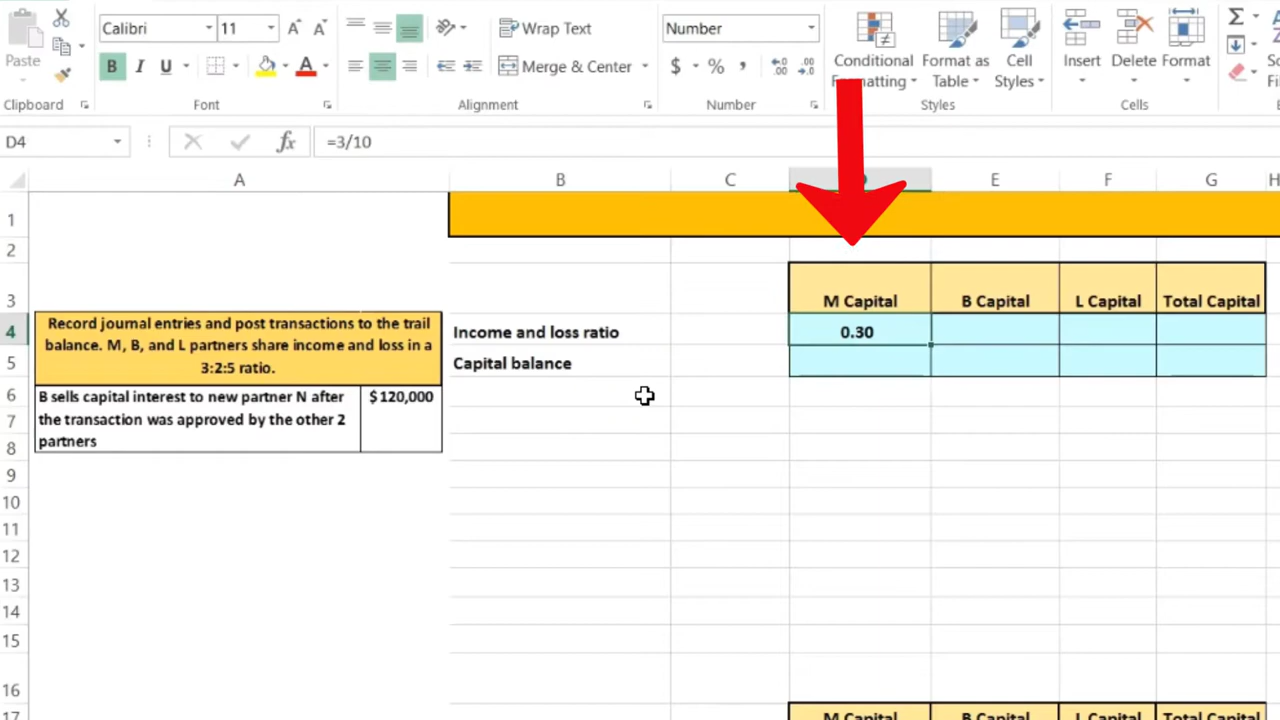 Calibri 11 Wrap Text Number
Paste B I U Merge & Center $ % Conditional Formatting Format as Table Cell Styles Insert Delete Format
Clipboard Font Alignment Number Styles Cells
D4 fx =3/10
A B C E F G H
1
2
3 M Capital B Capital L Capital Total Capital
4 Record journal entries and post transactions to the trail
balance. M, B, and L partners share income and loss in a
3:2:5 ratio.
Income and loss ratio 0.30
5 Capital balance
6 B sells capital interest to new partner N after $120,000
7 the transaction was approved by the other 2
8 partners
9
10
11
12
13
14
15
16
17 M Capital B Capital L Capital Total Capital